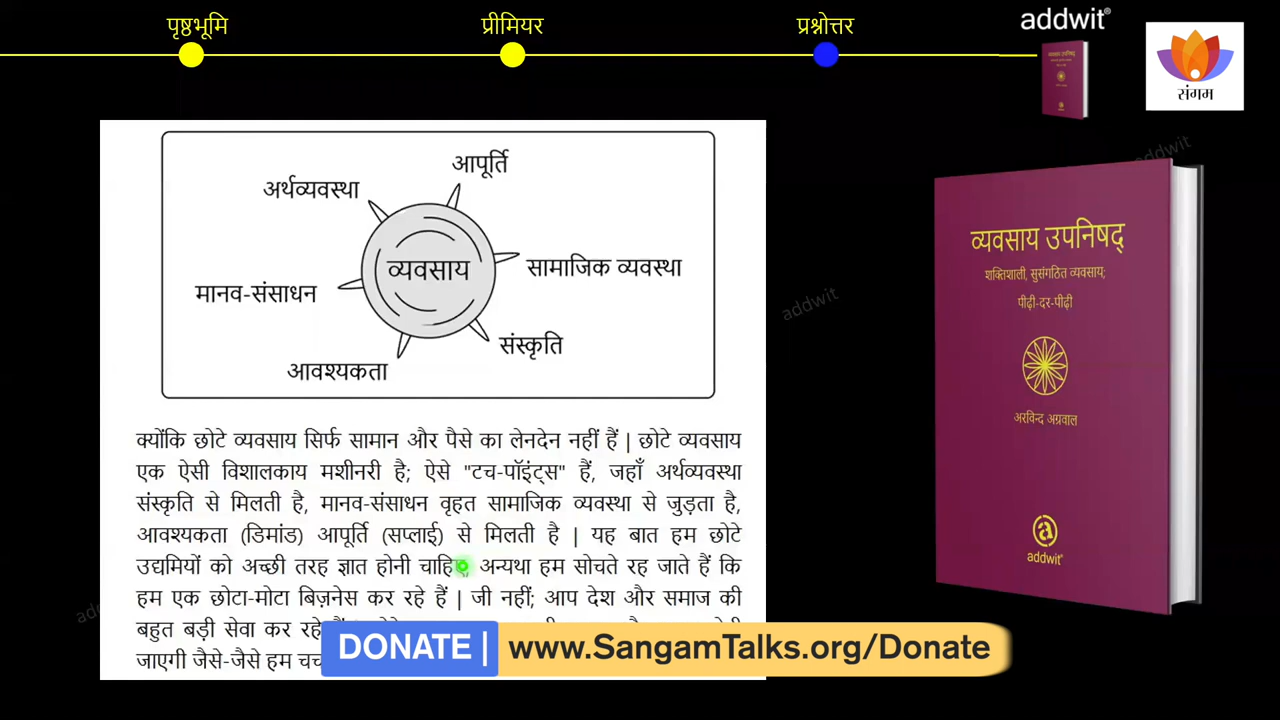 पृष्ठभूमि
प्रीमियर
प्रश्नोत्तर
addwit®
संगम
आपूर्ति
अर्थव्यवस्था
व्यवसाय
सामाजिक व्यवस्था
मानव-संसाधन
संस्कृति
आवश्यकता
क्योंकि छोटे व्यवसाय सिर्फ सामान और पैसे का लेनदेन नहीं हैं | छोटे व्यवसाय
एक ऐसी विशालकाय मशीनरी है; ऐसे "टच-पॉइंट्स" हैं, जहाँ अर्थव्यवस्था
संस्कृति से मिलती है, मानव-संसाधन वृहत सामाजिक व्यवस्था से जुड़ता है,
आवश्यकता (डिमांड) आपूर्ति (सप्लाई) से मिलती है | यह बात हम छोटे
उद्यमियों को अच्छी तरह ज्ञात होनी चाहिए, अन्यथा हम सोचते रह जाते हैं कि
हम एक छोटा-मोटा बिज़नेस कर रहे हैं | जी नहीं; आप देश और समाज की
बहुत बड़ी सेवा कर रहे
जाएगी जैसे-जैसे हम
व्यवसाय उपनिषद्
शक्तिशाली, सुसंगठित व्यवसाय;
पीढ़ी-दर-पीढ़ी
अरविन्द अग्रवाल
addwit®
addwit
addwit
DONATE | www.SangamTalks.org/Donate